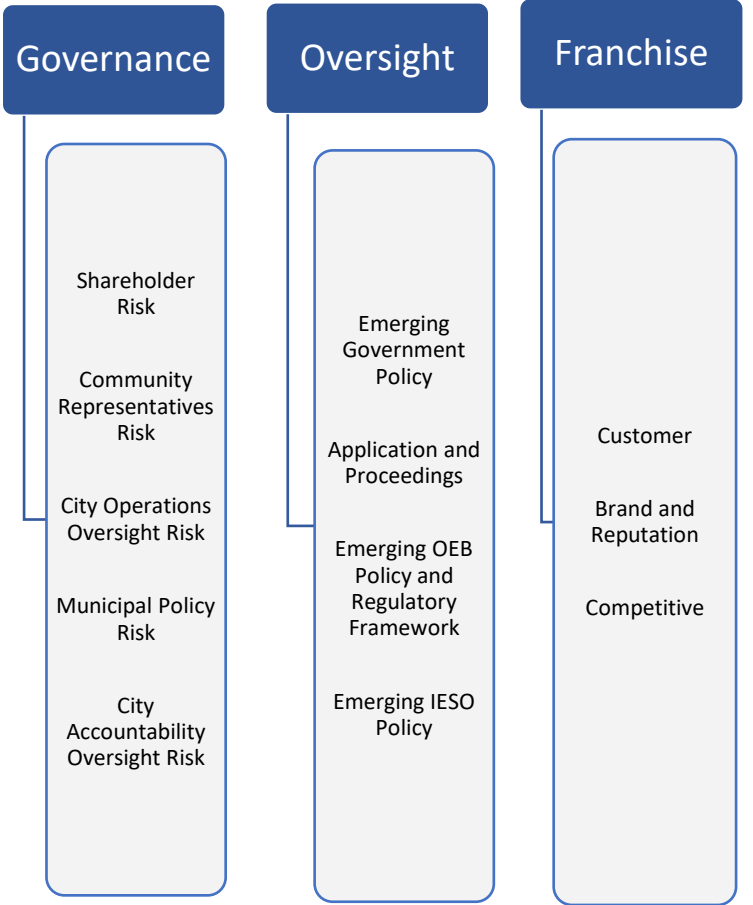 Governance
Shareholder
Risk
Community
Representatives
Risk
City Operations
Oversight Risk
Municipal Policy
Risk
City
Accountability
Oversight Risk
Oversight
Emerging
Government
Policy
Application and
Proceedings
Emerging OEB
Policy and
Regulatory
Framework
Emerging IESO
Policy
Franchise
Customer
Brand and
Reputation
Competitive